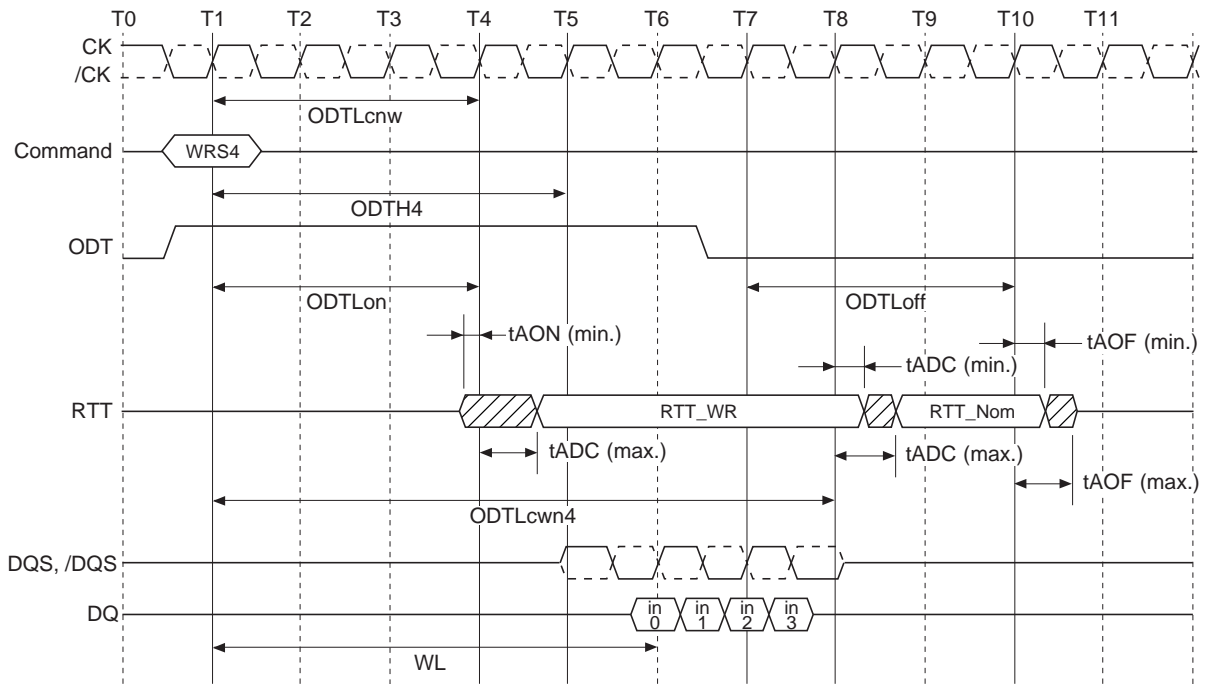 T0 T1 T2 T3 T4 T5 T6 T7 T8 T9 T10 T11
CK
/CK
ODTLcnw
Command
WRS4
ODTH4
ODT
ODTLon
ODTLoff
tAON (min.)
tAOF (min.)
tADC (min.)
RTT
RTT_WR
RTT_Nom
tADC (max.)
tADC (max.)
tAOF (max.)
ODTLcwn4
DQS, /DQS
DQ
in 0
in 1
in 2
in 3
WL